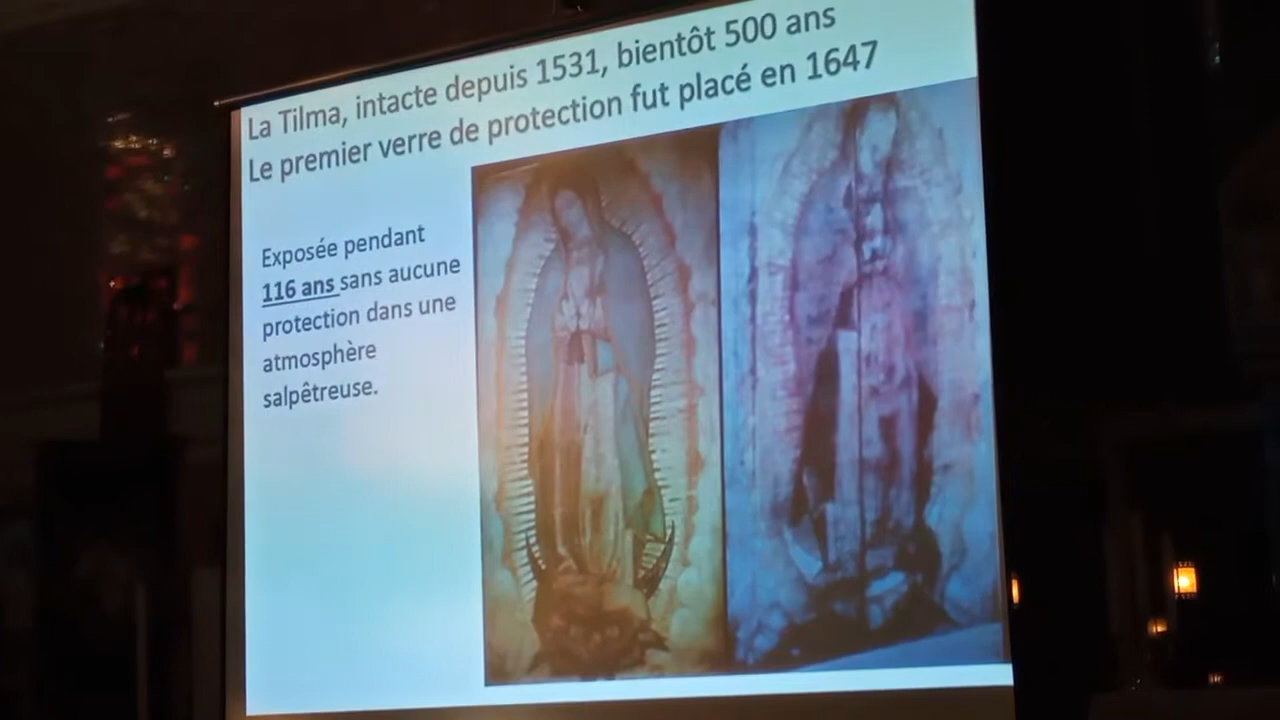 La Tilma, intacte depuis 1531, bientôt 500 ans
Le premier verre de protection fut placé en 1647
Exposée pendant
116 ans sans aucune
protection dans une
atmosphère
salpêtreuse.